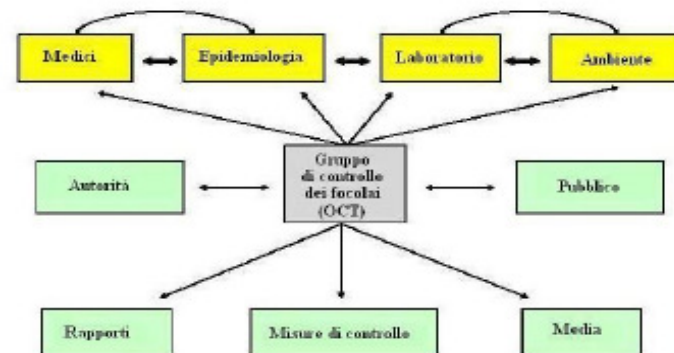 Medici
Epidemiologia
Laboratorio
Ambiente
Autorità
Gruppo
di controllo
dei focolai
(OCT)
Pubblico
Rapporti
Misure di controllo
Media